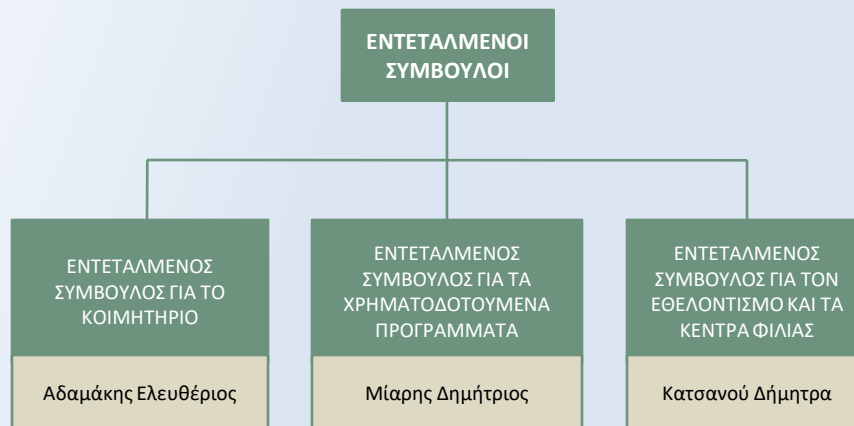 ΕΝΤΕΤΑΛΜΕΝΟΙ
ΣΥΜΒΟΥΛΟΙ
ΕΝΤΕΤΑΛΜΕΝΟΣ
ΣΥΜΒΟΥΛΟΣ ΓΙΑ ΤΟ
ΚΟΙΜΗΤΗΡΙΟ
Αδαμάκης Ελευθέριος
ΕΝΤΕΤΑΛΜΕΝΟΣ
ΣΥΜΒΟΥΛΟΣ ΓΙΑ ΤΑ
ΧΡΗΜΑΤΟΔΟΤΟΥΜΕΝΑ
ΠΡΟΓΡΑΜΜΑΤΑ
Μίαρης Δημήτριος
ΕΝΤΕΤΑΛΜΕΝΟΣ
ΣΥΜΒΟΥΛΟΣ ΓΙΑ ΤΟΝ
ΕΘΕΛΟΝΤΙΣΜΟ ΚΑΙ ΤΑ
ΚΕΝΤΡΑ ΦΙΛΙΑΣ
Κατσανού Δήμητρα